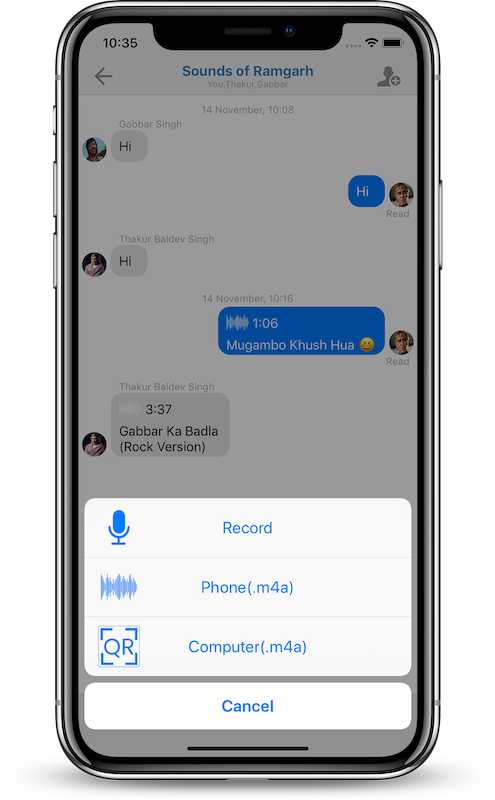 10:35
Sounds of Ramgarh
You,Thakur,Gabbar
14 November, 10:08
Gabbar Singh
Hi
Hi
Read
Thakur Baldev Singh
Hi
14 November, 10:16
1:06
Mugambo Khush Hua 😆
Read
Thakur Baldev Singh
3:37
Gabbar Ka Badla
(Rock Version)
Record
Phone(.m4a)
QR
Computer(.m4a)
Cancel